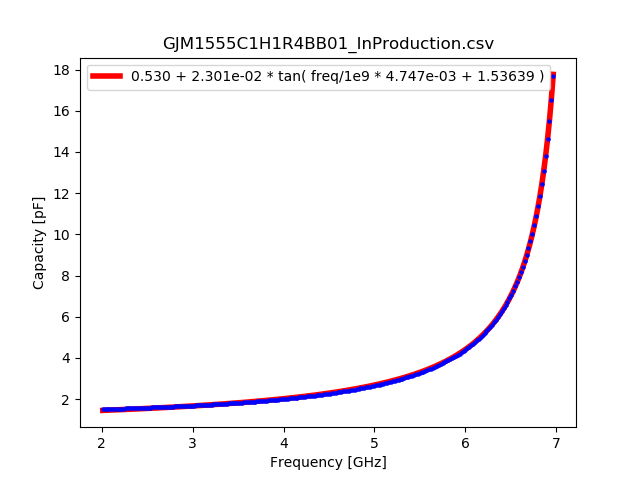 GJM1555C1H1R4BB01_InProduction.csv
0.530 + 2.301e-02 * tan( freq/1e9 * 4.747e-03 + 1.53639 )
18
16
14
12
10
8
6
4
2
Capacity [pF]
2 3 4 5 6 7
Frequency [GHz]